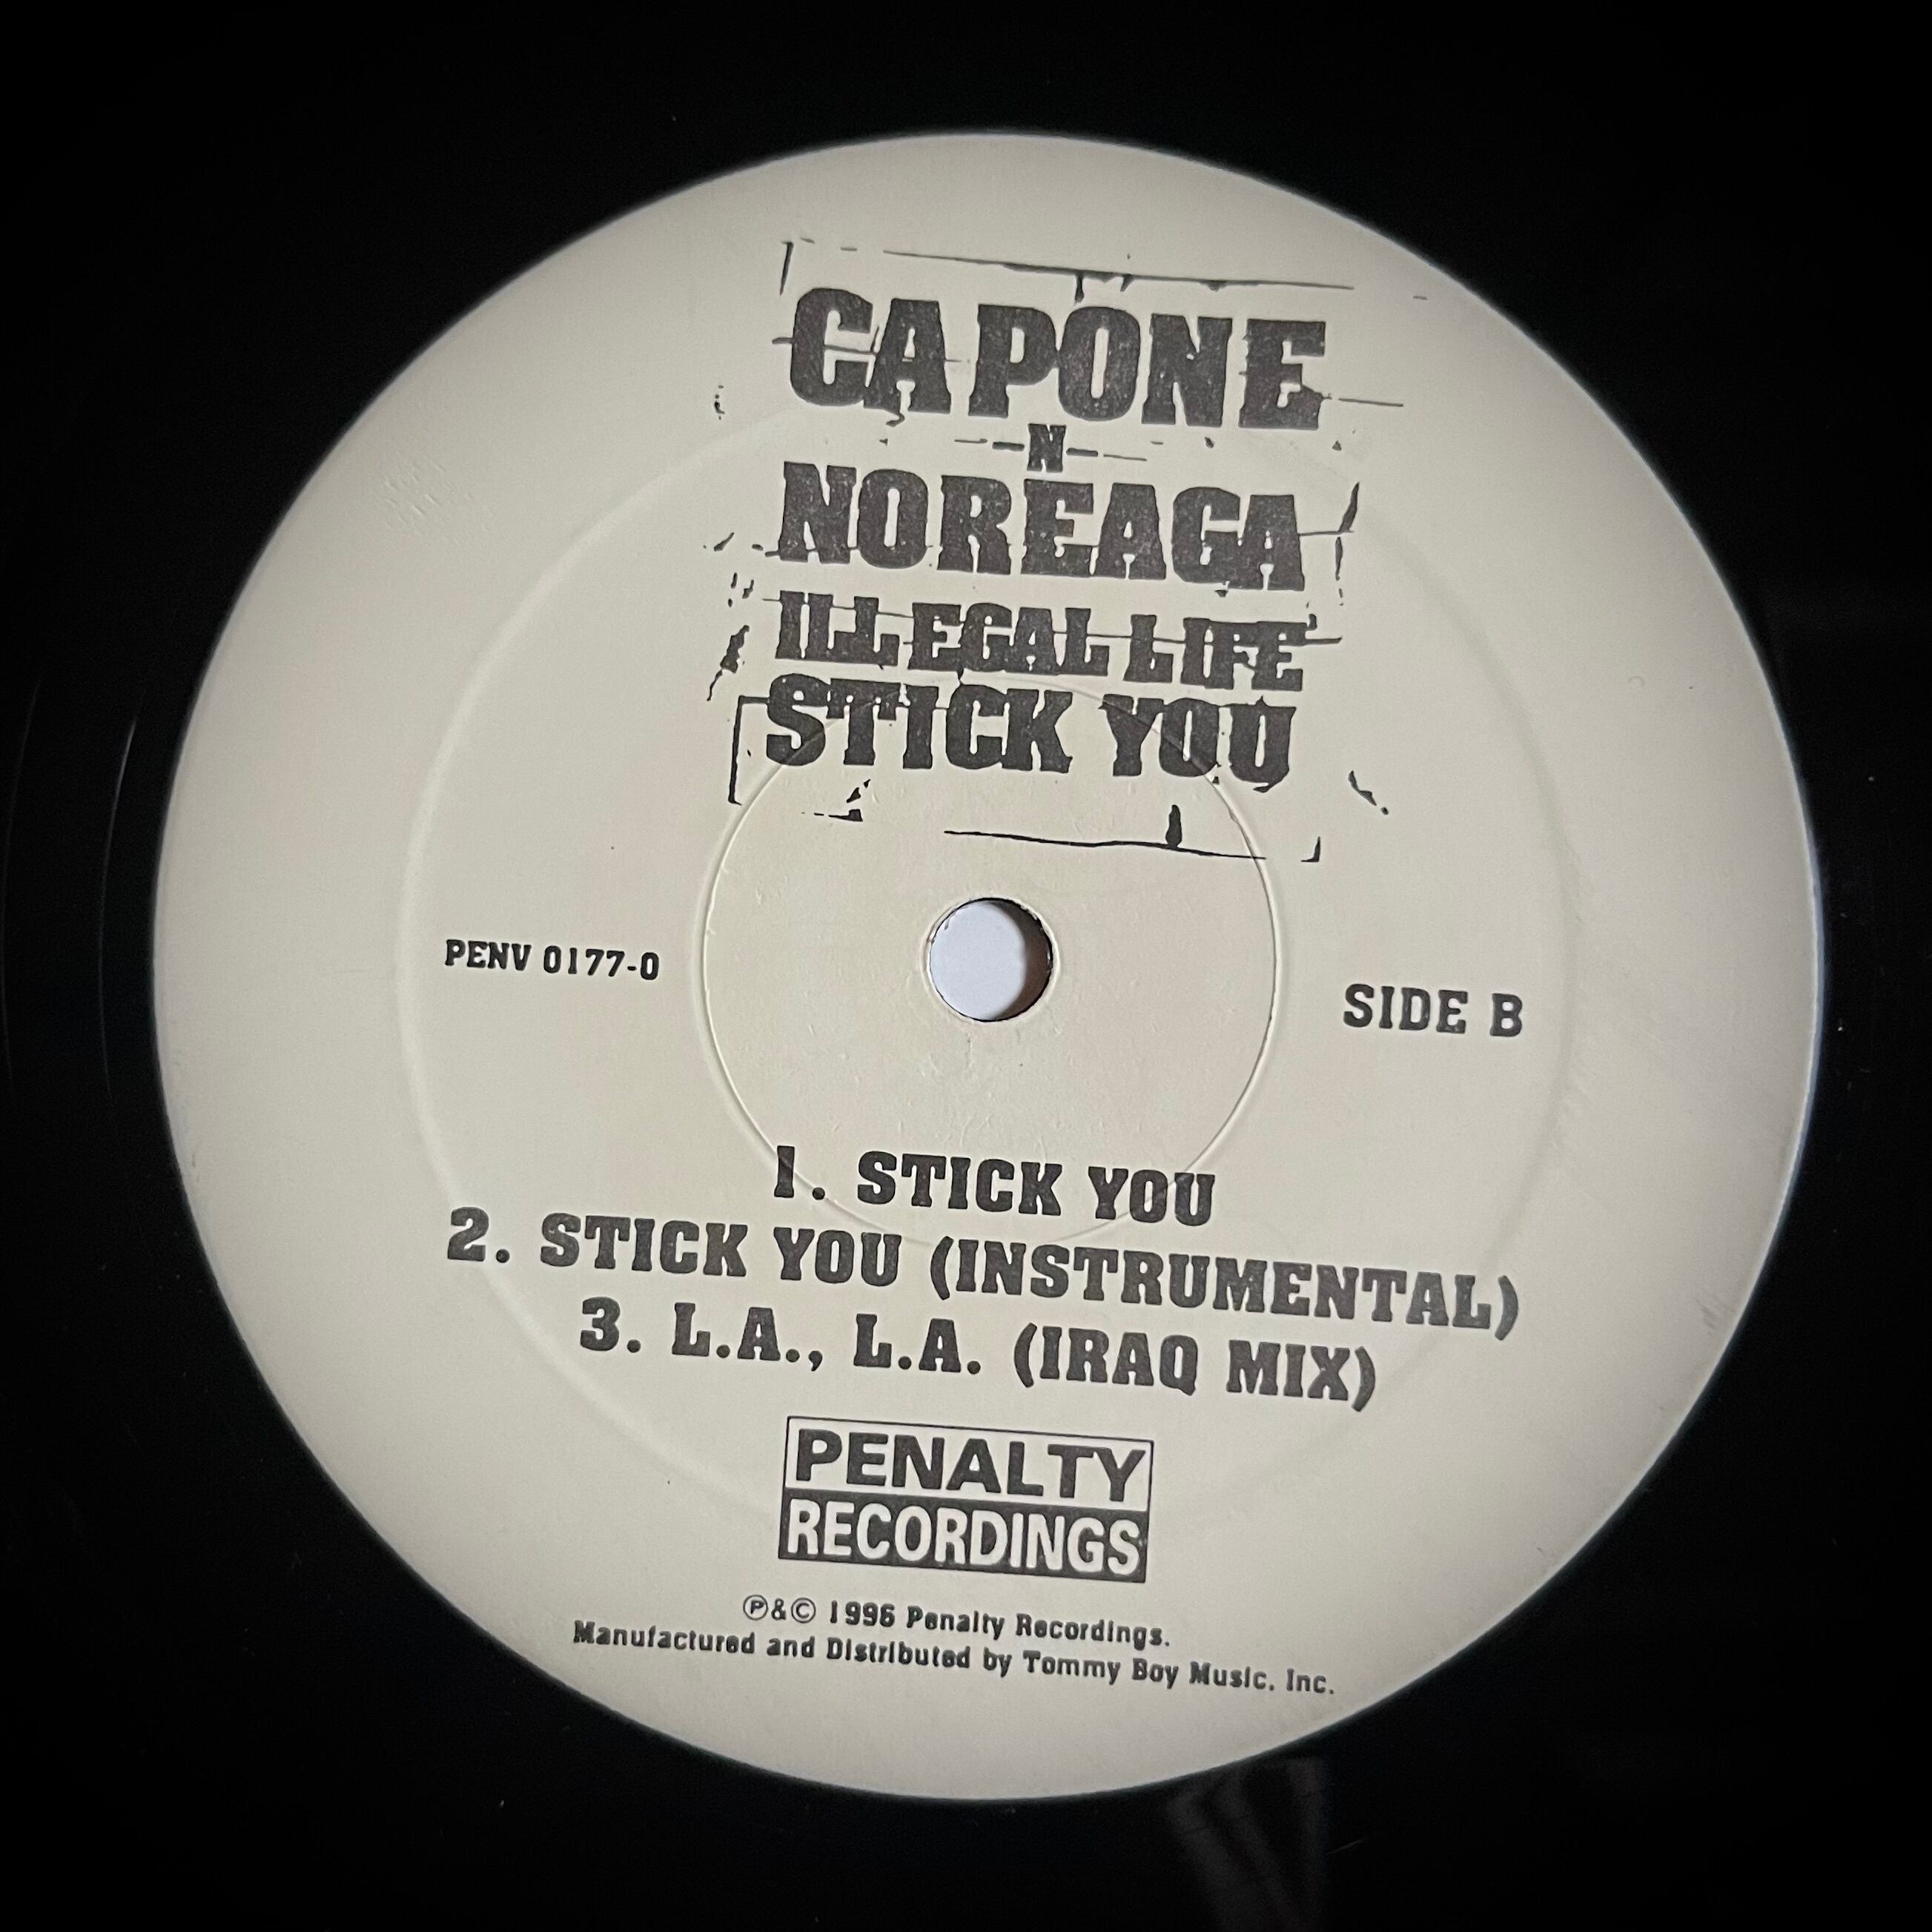 CAPONE
-N-
NOREAGA
ILLEGAL LIFE
STICK YOU
PENV 0177-0
SIDE B
1. STICK YOU
2. STICK YOU (INSTRUMENTAL)
3. L.A., L.A. (IRAQ MIX)
PENALTY
RECORDINGS
℗&© 1996 Penalty Recordings.
Manufactured and Distributed by Tommy Boy Music, Inc.